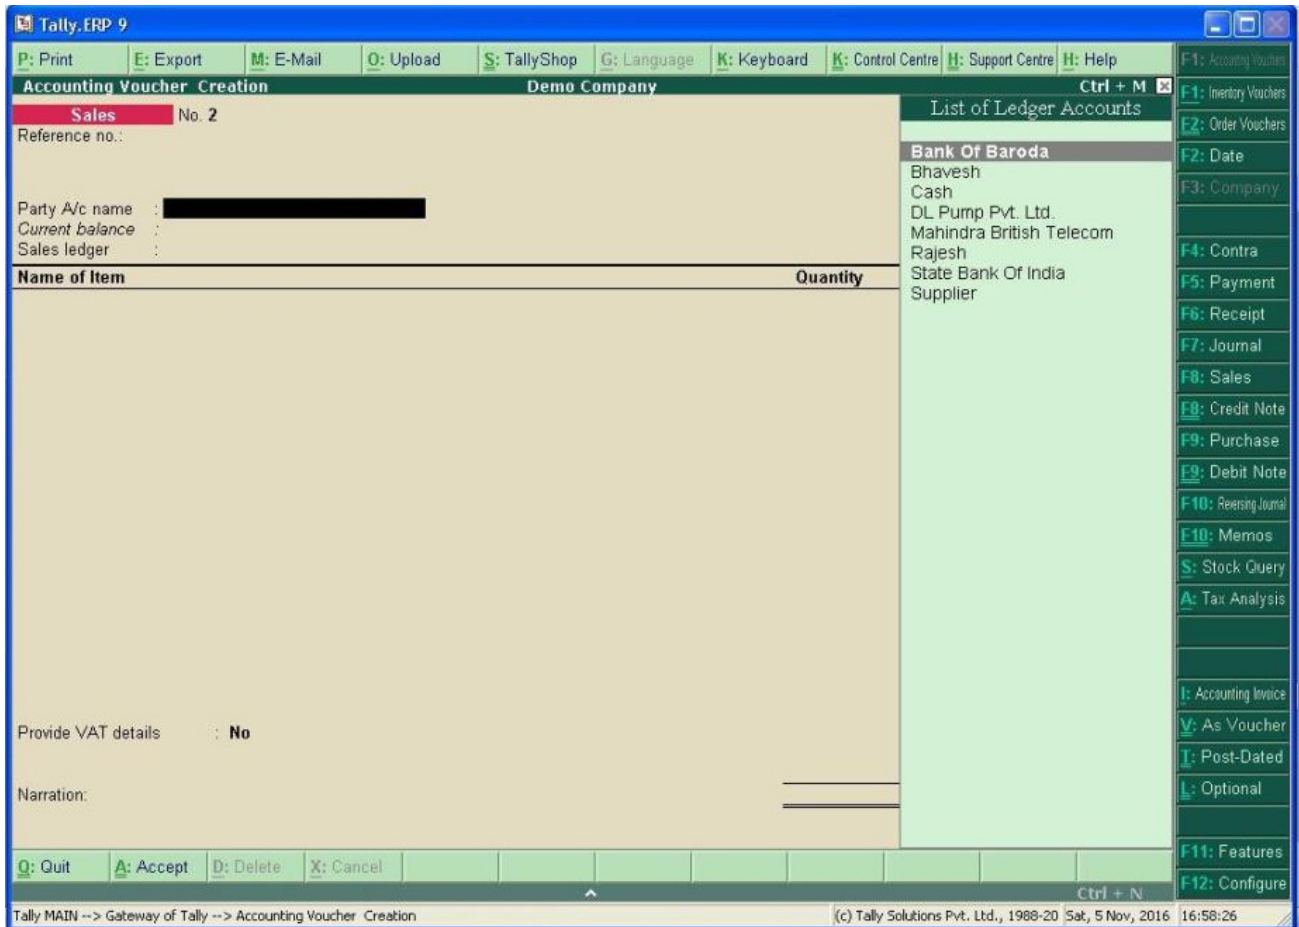 Tally.ERP 9
P: Print E: Export M: E-Mail O: Upload S: TallyShop G: Language K: Keyboard K: Control Centre H: Support Centre H: Help
Accounting Voucher Creation Demo Company Ctrl + M
Sales No. 2
Reference no.:
Party A/c name :
Current balance :
Sales ledger :
Name of Item Quantity
List of Ledger Accounts
Bank Of Baroda
Bhavesh
Cash
DL Pump Pvt. Ltd.
Mahindra British Telecom
Rajesh
State Bank Of India
Supplier
Provide VAT details : No
Narration:
F1: Accounting Vouchers
F1: Inventory Vouchers
F2: Order Vouchers
F2: Date
F3: Company
F4: Contra
F5: Payment
F6: Receipt
F7: Journal
F8: Sales
F8: Credit Note
F9: Purchase
F9: Debit Note
F10: Reversing Journal
F10: Memos
S: Stock Query
A: Tax Analysis
I: Accounting Invoice
V: As Voucher
T: Post-Dated
L: Optional
F11: Features
F12: Configure
Q: Quit A: Accept D: Delete X: Cancel
Ctrl + N
Tally MAIN --> Gateway of Tally --> Accounting Voucher Creation (c) Tally Solutions Pvt. Ltd., 1988-20 Sat, 5 Nov, 2016 16:58:26